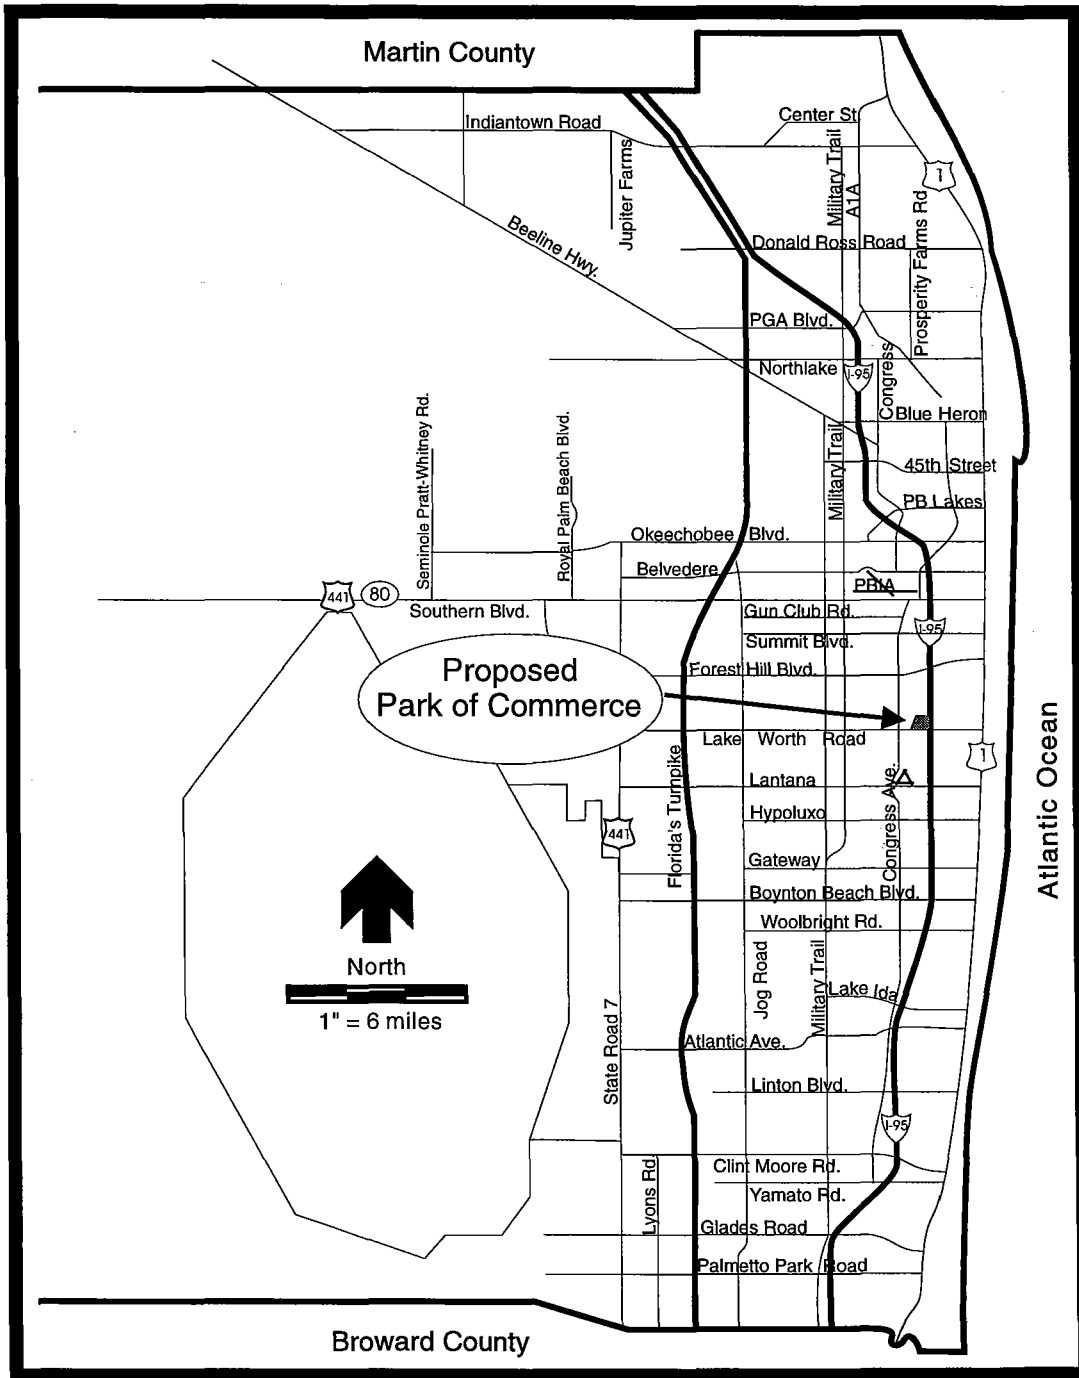 Martin County
Indiantown Road
Center St.
Jupiter Farms
Military Trail
A1A
1
Prosperity Farms Rd
Beeline Hwy.
Donald Ross Road
PGA Blvd.
Northlake
I-95
Congress
Blue Heron
Seminole Pratt-Whitney Rd.
Royal Palm Beach Blvd.
Military Trail
45th Street
PB Lakes
Okeechobee Blvd.
Belvedere
PBIA
441
80
Southern Blvd.
Gun Club Rd.
I-95
Summit Blvd.
Forest Hill Blvd.
Proposed
Park of Commerce
Lake Worth Road
1
Atlantic Ocean
Florida's Turnpike
Lantana
Congress Ave.
Hypoluxo
441
Gateway
Boynton Beach Blvd.
Woolbright Rd.
North
1" = 6 miles
Jog Road
Military Trail
Lake Ida
State Road 7
Atlantic Ave.
Linton Blvd.
I-95
Lyons Rd.
Clint Moore Rd.
Yamato Rd.
Glades Road
Palmetto Park Road
Broward County